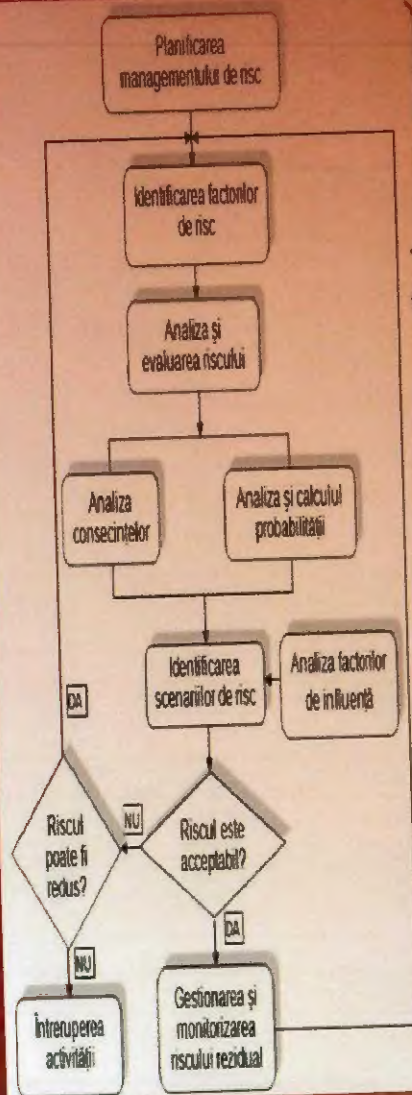 Planificarea
managementului de risc
Identificarea factorilor
de risc
Analiza și
evaluarea riscului
Analiza
consecințelor
Analiza și calculul
probabilității
Identificarea
scenariilor de risc
Analiza factorilor
de influență
DA
Riscul
poate fi
redus?
NU
Riscul este
acceptabil?
NU
DA
Întreruperea
activității
Gestionarea și
monitorizarea
riscului rezidual